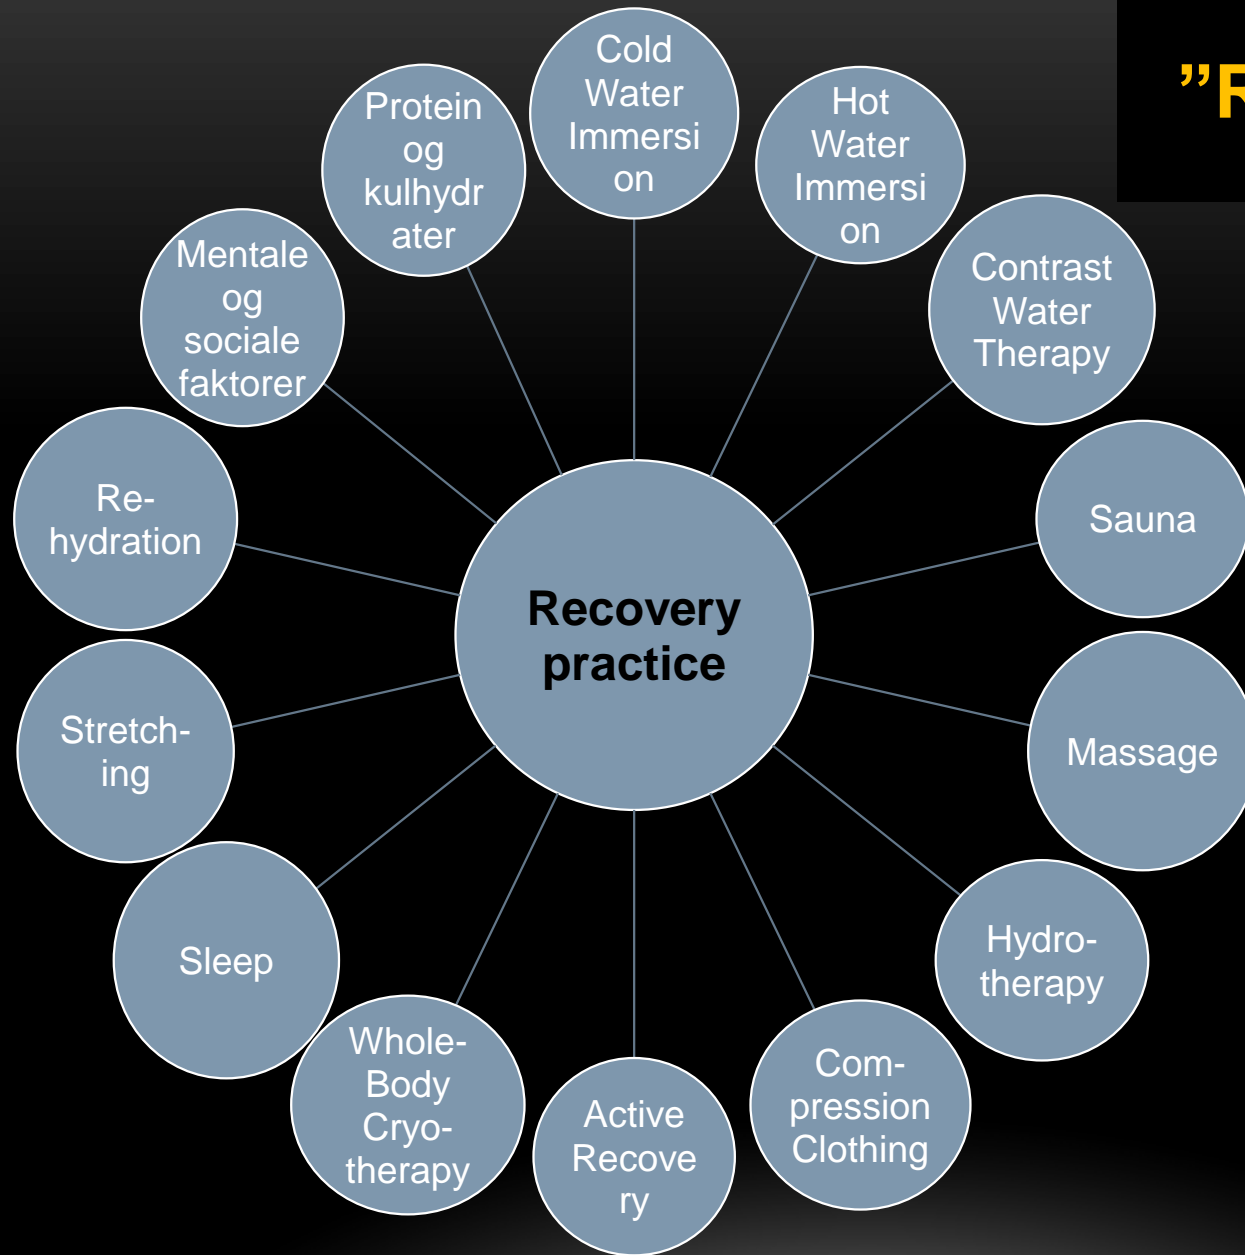 ”R
Cold
Water
Immersi
on
Hot
Water
Immersi
on
Contrast
Water
Therapy
Sauna
Massage
Hydro-
therapy
Com-
pression
Clothing
Active
Recove
ry
Whole-
Body
Cryo-
therapy
Sleep
Stretch-
ing
Re-
hydration
Mentale
og
sociale
faktorer
Protein
og
kulhydr
ater
Recovery
practice